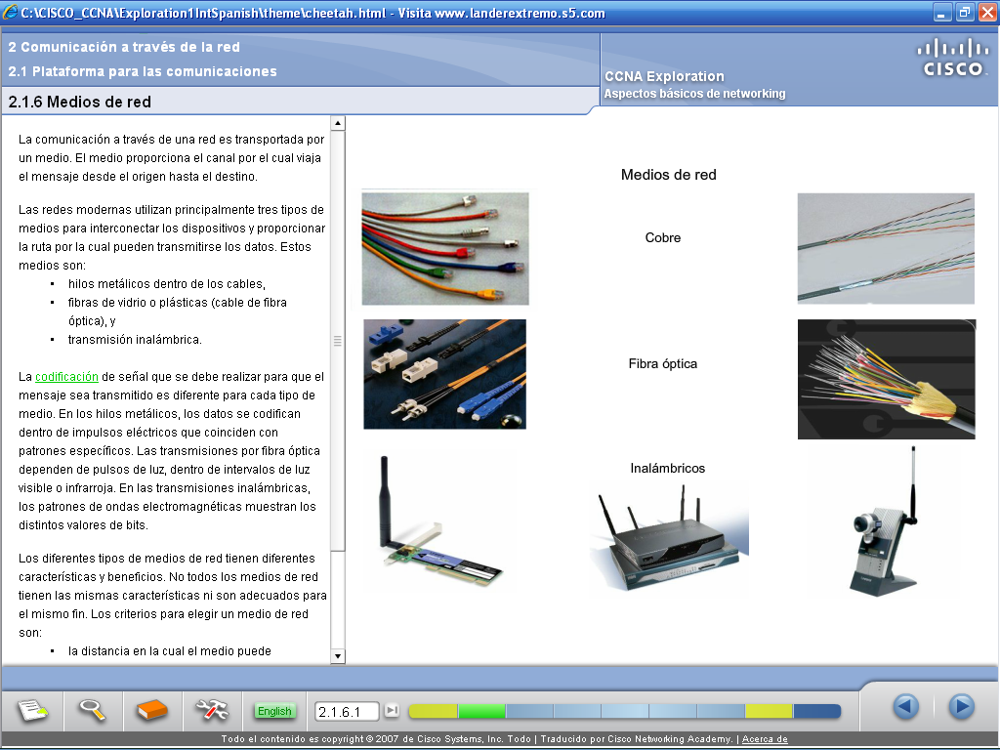 C:\CISCO_CCNA\Exploration1IntSpanish\theme\cheetah.html - Visita www.landerextremo.s5.com
2 Comunicación a través de la red
2.1 Plataforma para las comunicaciones
CCNA Exploration
Aspectos básicos de networking
CISCO
2.1.6 Medios de red
La comunicación a través de una red es transportada por
un medio. El medio proporciona el canal por el cual viaja
el mensaje desde el origen hasta el destino.
Las redes modernas utilizan principalmente tres tipos de
medios para interconectar los dispositivos y proporcionar
la ruta por la cual pueden transmitirse los datos. Estos
medios son:
▪ hilos metálicos dentro de los cables,
▪ fibras de vidrio o plásticas (cable de fibra
óptica), y
▪ transmisión inalámbrica.
La codificación de señal que se debe realizar para que el
mensaje sea transmitido es diferente para cada tipo de
medio. En los hilos metálicos, los datos se codifican
dentro de impulsos eléctricos que coinciden con
patrones específicos. Las transmisiones por fibra óptica
dependen de pulsos de luz, dentro de intervalos de luz
visible o infrarroja. En las transmisiones inalámbricas,
los patrones de ondas electromagnéticas muestran los
distintos valores de bits.
Los diferentes tipos de medios de red tienen diferentes
características y beneficios. No todos los medios de red
tienen las mismas características ni son adecuados para
el mismo fin. Los criterios para elegir un medio de red
son:
▪ la distancia en la cual el medio puede
Medios de red
Cobre
Fibra óptica
Inalámbricos
English
2.1.6.1
Todo el contenido es copyright © 2007 de Cisco Systems, Inc. Todo | Traducido por Cisco Networking Academy. | Acerca de